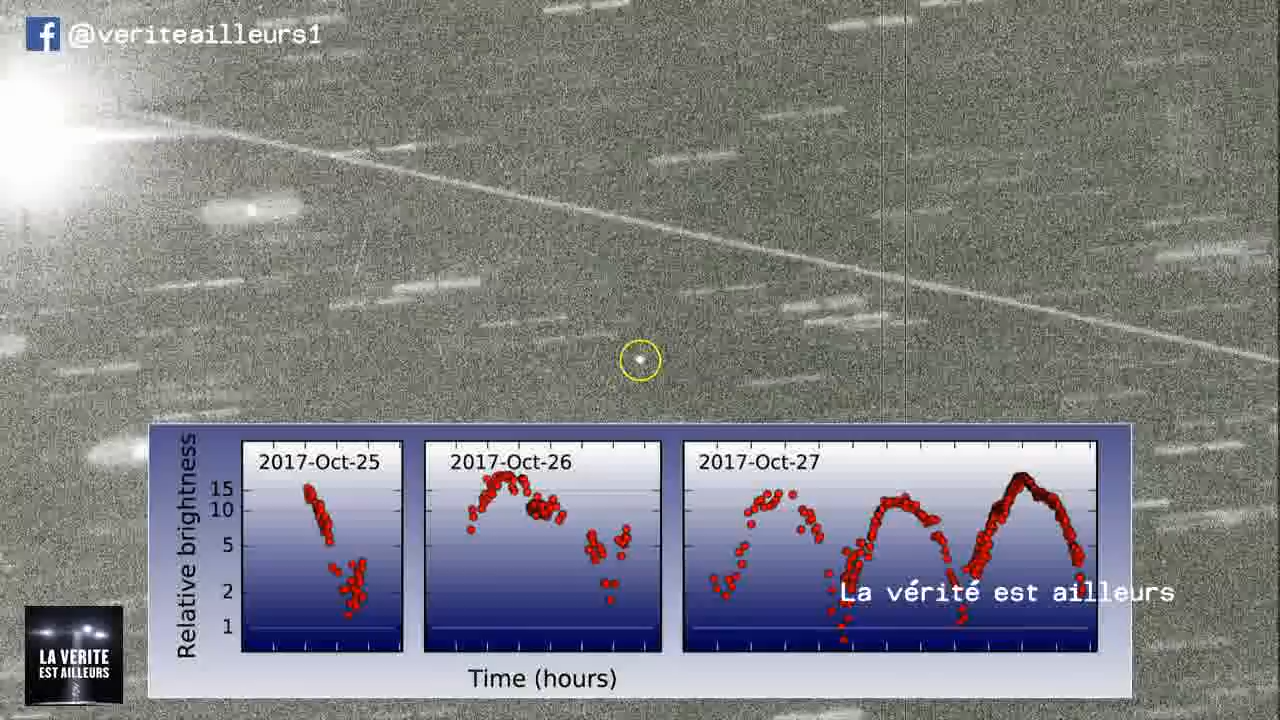 @veriteailleurs1
2017-Oct-25
2017-Oct-26
2017-Oct-27
Relative brightness
15
10
5
2
1
La vérité est ailleurs
LA VERITE
EST AILLEURS
Time (hours)